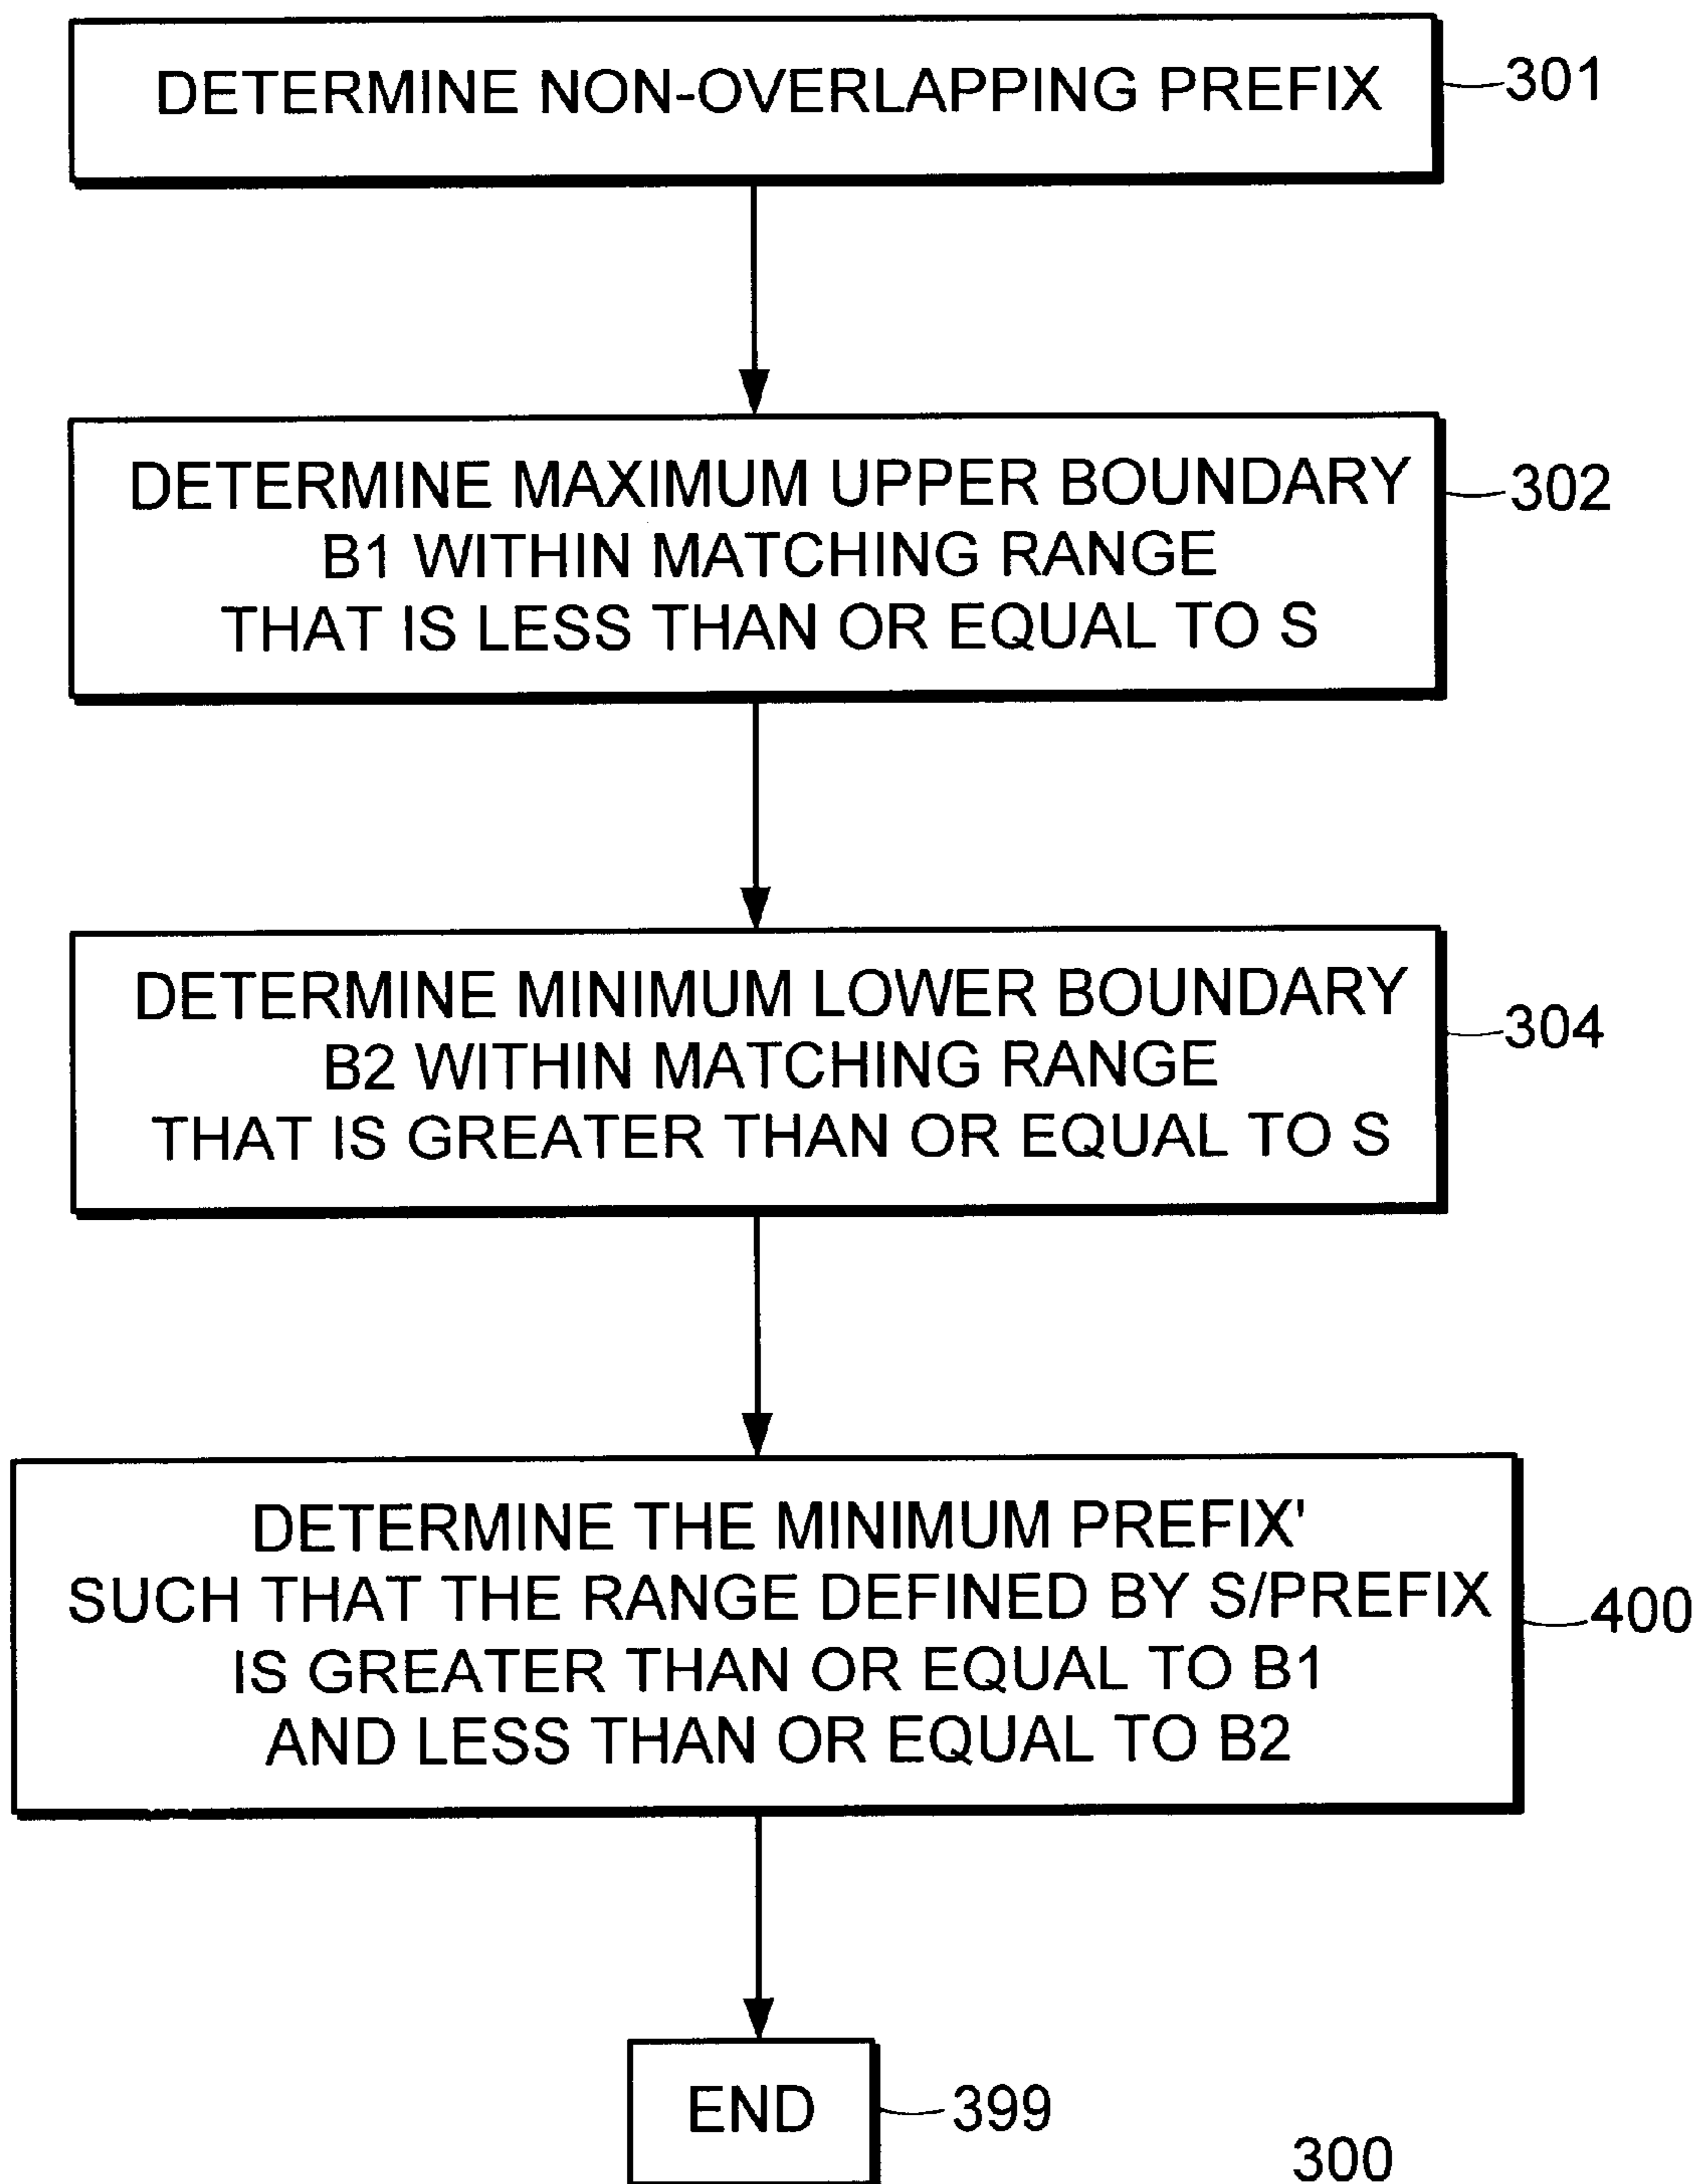 DETERMINE NON-OVERLAPPING PREFIX
301
DETERMINE MAXIMUM UPPER BOUNDARY
B1 WITHIN MATCHING RANGE
THAT IS LESS THAN OR EQUAL TO S
302
DETERMINE MINIMUM LOWER BOUNDARY
B2 WITHIN MATCHING RANGE
THAT IS GREATER THAN OR EQUAL TO S
304
DETERMINE THE MINIMUM PREFIX'
SUCH THAT THE RANGE DEFINED BY S/PREFIX
IS GREATER THAN OR EQUAL TO B1
AND LESS THAN OR EQUAL TO B2
400
END
399
300